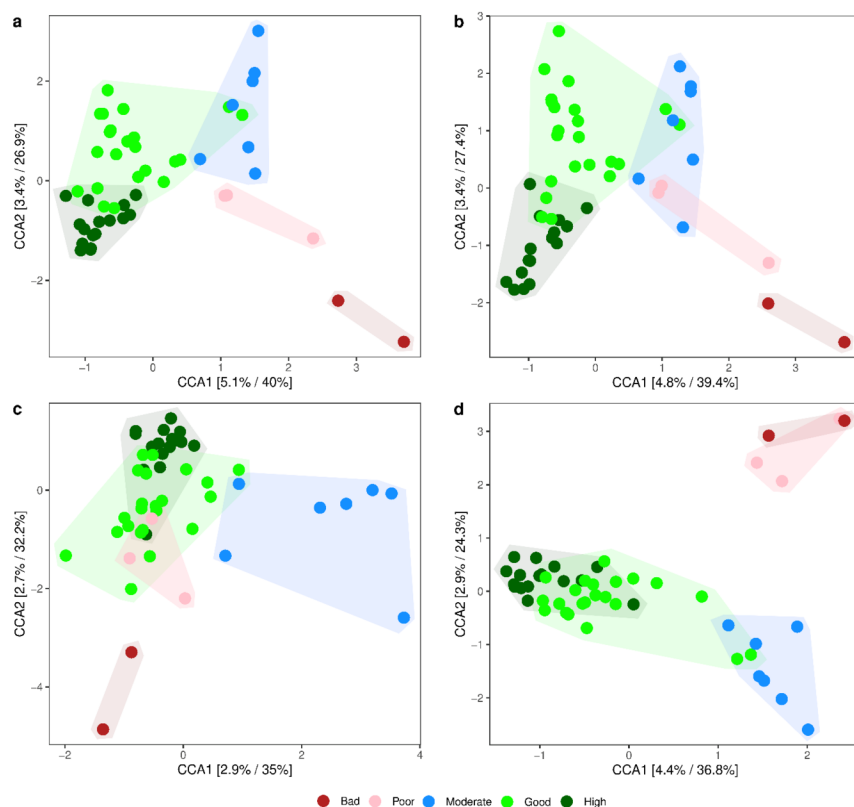 a
b
2
0
−2
3
2
1
0
−1
−2
CCA2 [3.4% / 26.9%]
CCA2 [3.4% / 27.4%]
−1 0 1 2 3
−1 0 1 2 3
CCA1 [5.1% / 40%]
CCA1 [4.8% / 39.4%]
c
d
0
−2
−4
3
2
1
0
−1
−2
CCA2 [2.7% / 32.2%]
CCA2 [2.9% / 24.3%]
−2 0 2 4
−1 0 1 2
CCA1 [2.9% / 35%]
CCA1 [4.4% / 36.8%]
Bad Poor Moderate Good High